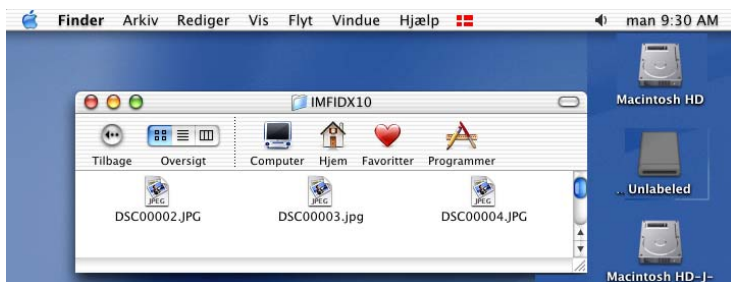 Finder Arkiv Rediger Vis Flyt Vindue Hjælp man 9:30 AM
IMFIDX10
Tilbage Oversigt Computer Hjem Favoritter Programmer
JPEG JPEG JPEG
DSC00002.JPG DSC00003.jpg DSC00004.JPG
Macintosh HD
... Unlabeled
Macintosh HD-J-